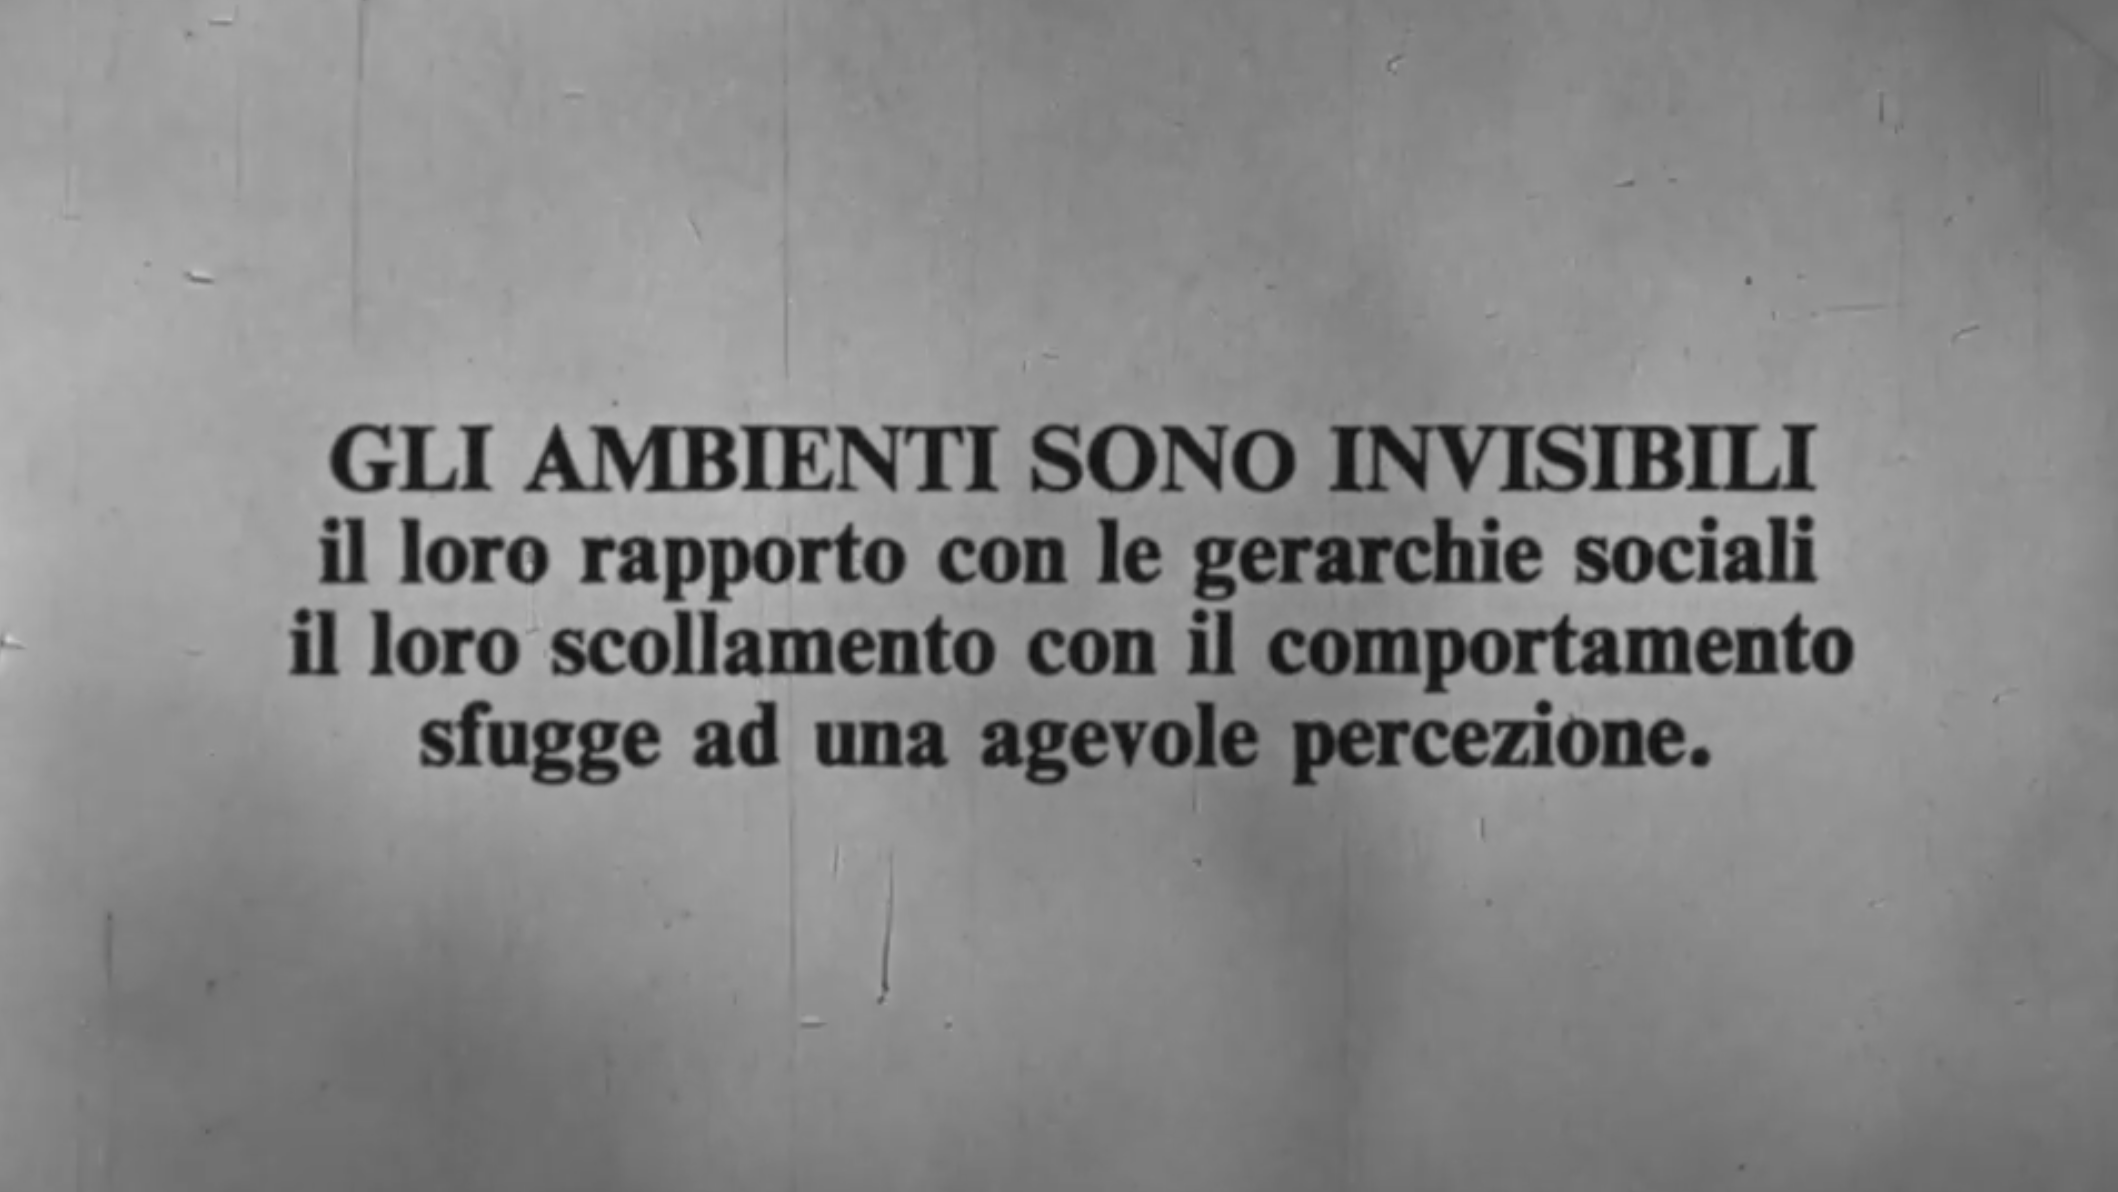 GLI AMBIENTI SONO INVISIBILI
il loro rapporto con le gerarchie sociali
il loro scollamento con il comportamento
sfugge ad una agevole percezione.